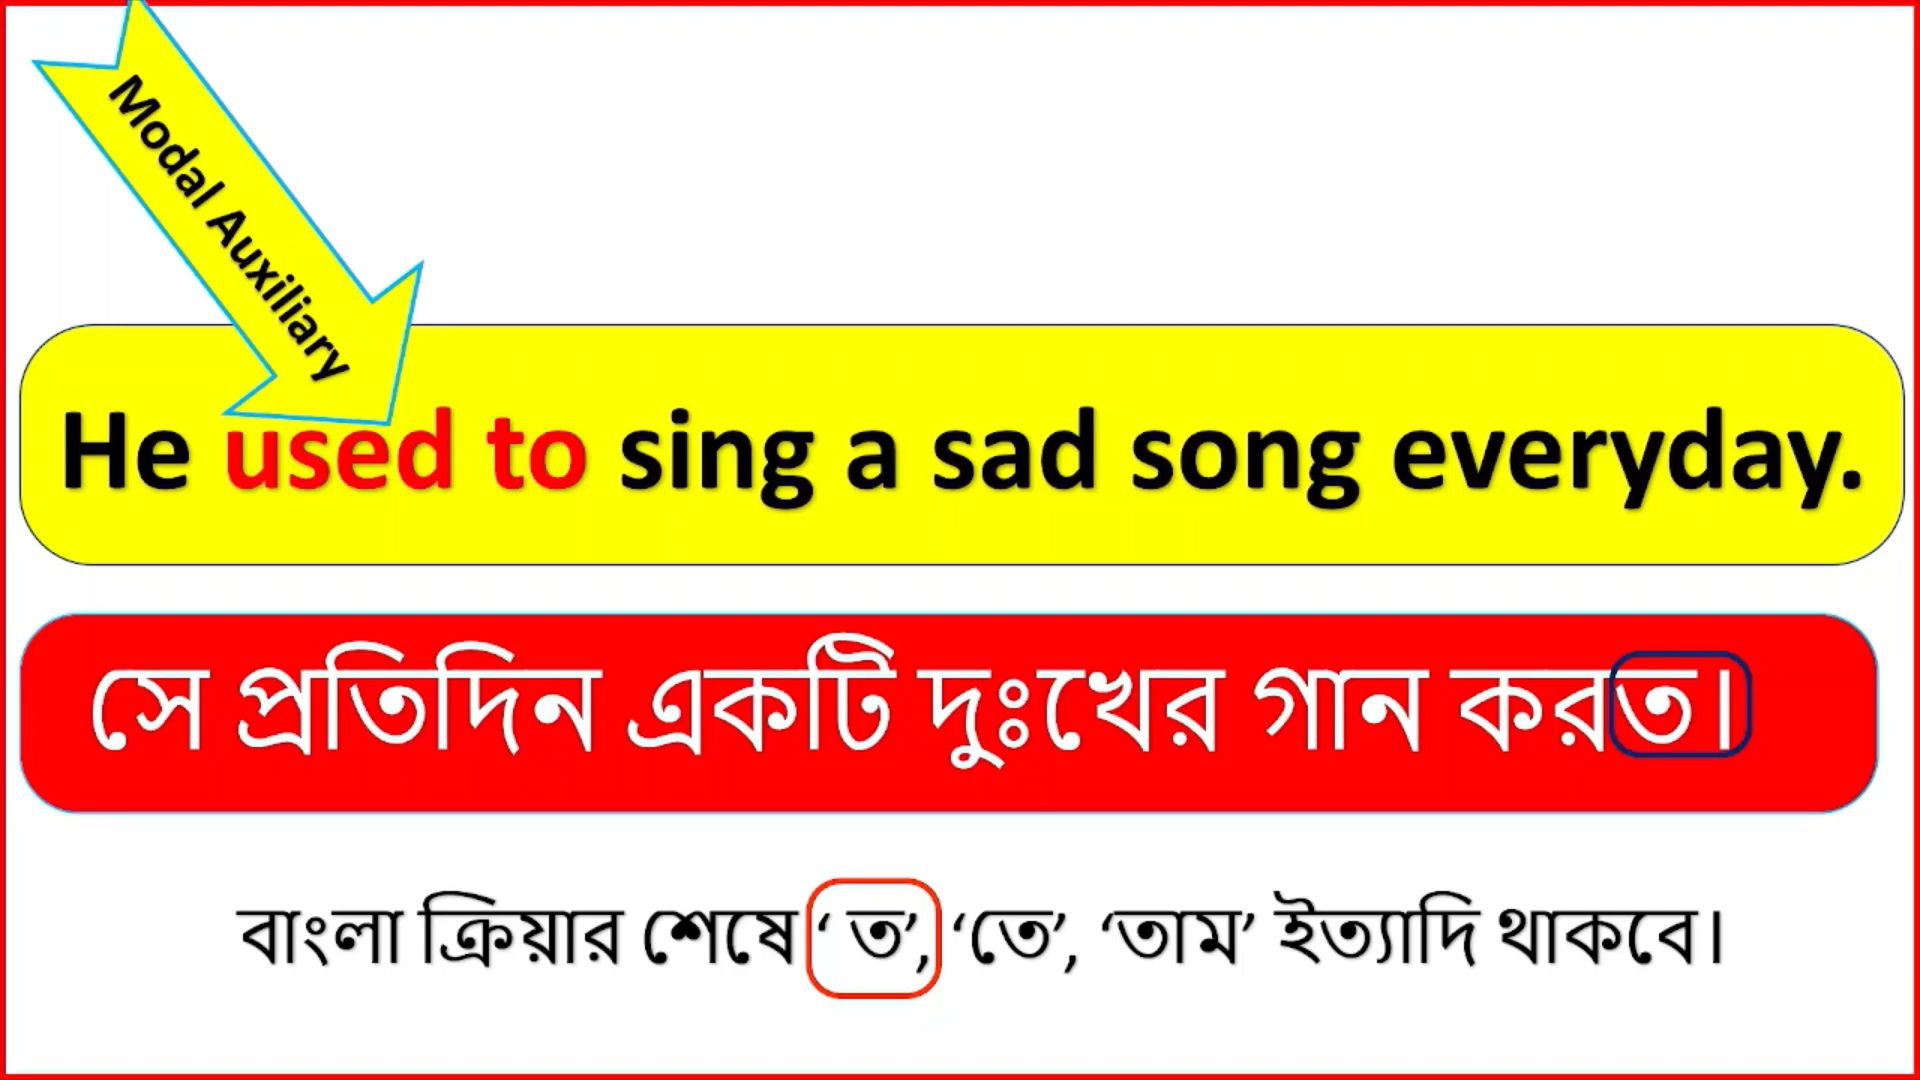 Modal Auxiliary
He used to sing a sad song everyday.
সে প্রতিদিন একটি দুঃখের গান করত।
বাংলা ক্রিয়ার শেষে ‘ ত’, ‘তে’, ‘তাম’ ইত্যাদি থাকবে।